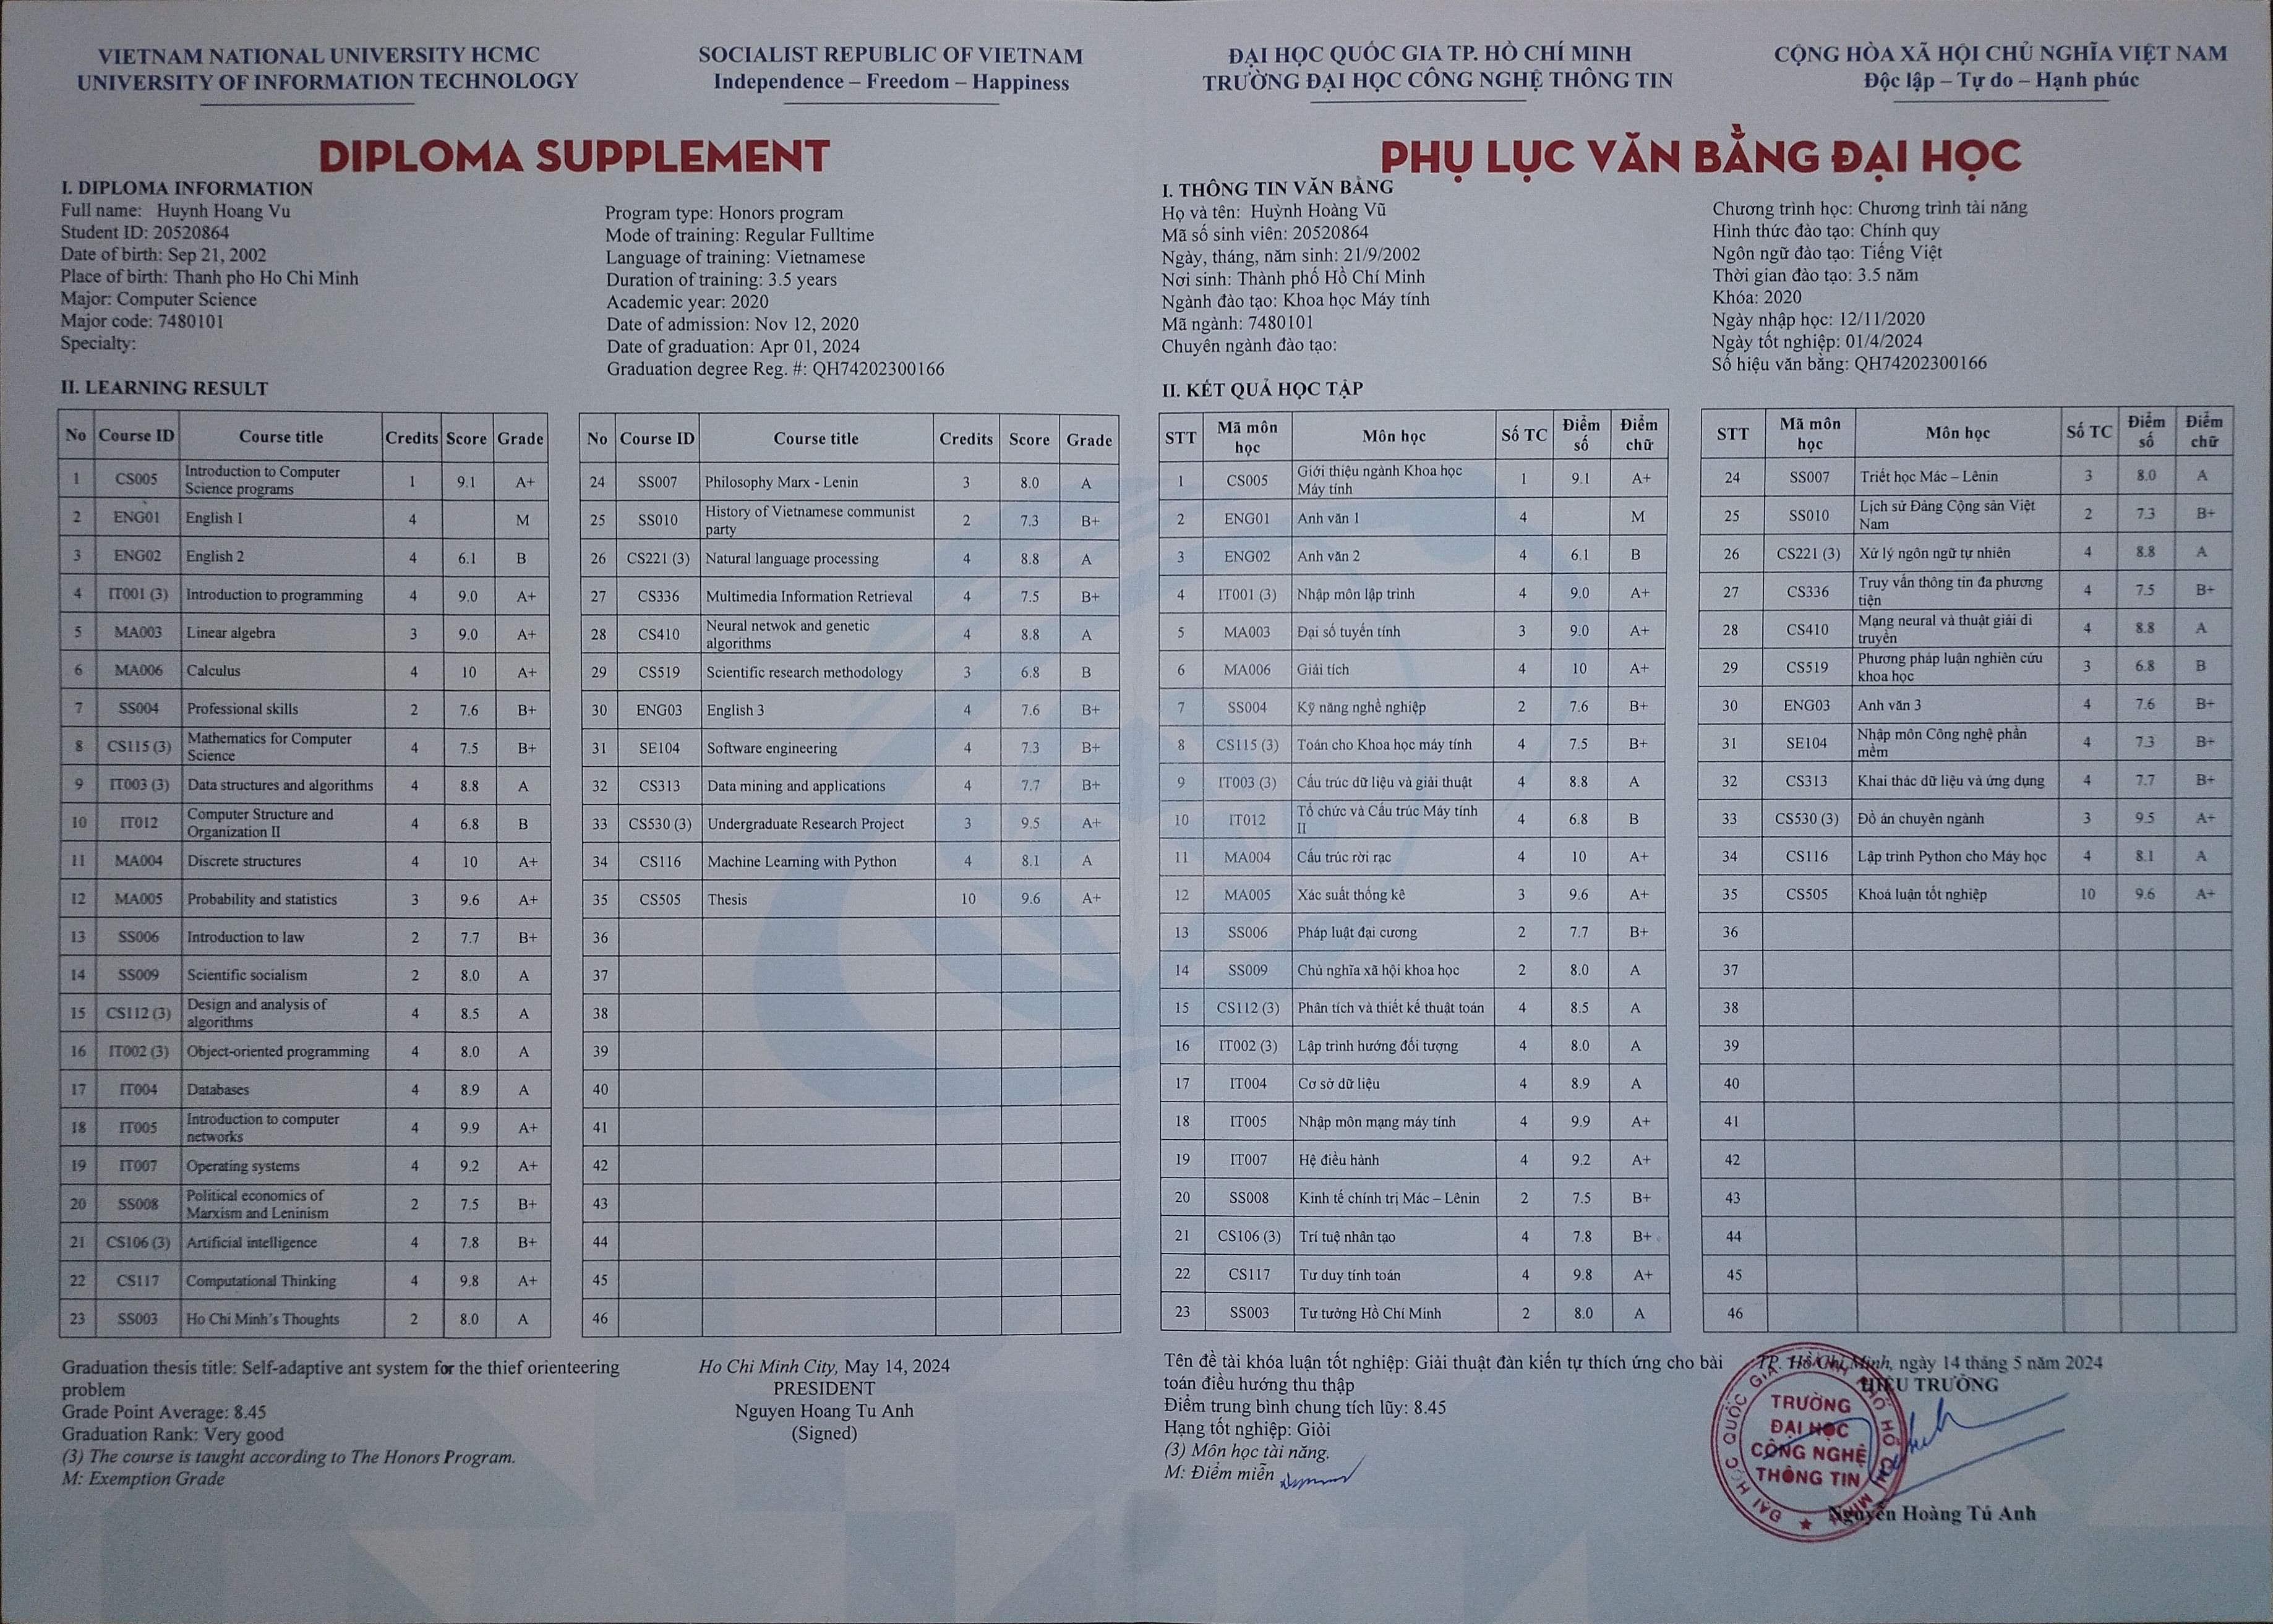 VIETNAM NATIONAL UNIVERSITY HCMC
UNIVERSITY OF INFORMATION TECHNOLOGY
SOCIALIST REPUBLIC OF VIETNAM
Independence – Freedom – Happiness
DIPLOMA SUPPLEMENT
I. DIPLOMA INFORMATION
Full name: Huynh Hoang Vu
Student ID: 20520864
Date of birth: Sep 21, 2002
Place of birth: Thanh pho Ho Chi Minh
Major: Computer Science
Major code: 7480101
Specialty:
Program type: Honors program
Mode of training: Regular Fulltime
Language of training: Vietnamese
Duration of training: 3.5 years
Academic year: 2020
Date of admission: Nov 12, 2020
Date of graduation: Apr 01, 2024
Graduation degree Reg. #: QH74202300166
II. LEARNING RESULT
No Course ID Course title Credits Score Grade
1 CS005 Introduction to Computer Science programs 1 9.1 A+
2 ENG01 English 1 4 M
3 ENG02 English 2 4 6.1 B
4 IT001 (3) Introduction to programming 4 9.0 A+
5 MA003 Linear algebra 3 9.0 A+
6 MA006 Calculus 4 10 A+
7 SS004 Professional skills 2 7.6 B+
8 CS115 (3) Mathematics for Computer Science 4 7.5 B+
9 IT003 (3) Data structures and algorithms 4 8.8 A
10 IT012 Computer Structure and Organization II 4 6.8 B
11 MA004 Discrete structures 4 10 A+
12 MA005 Probability and statistics 3 9.6 A+
13 SS006 Introduction to law 2 7.7 B+
14 SS009 Scientific socialism 2 8.0 A
15 CS112 (3) Design and analysis of algorithms 4 8.5 A
16 IT002 (3) Object-oriented programming 4 8.0 A
17 IT004 Databases 4 8.9 A
18 IT005 Introduction to computer networks 4 9.9 A+
19 IT007 Operating systems 4 9.2 A+
20 SS008 Political economics of Marxism and Leninism 2 7.5 B+
21 CS106 (3) Artificial intelligence 4 7.8 B+
22 CS117 Computational Thinking 4 9.8 A+
23 SS003 Ho Chi Minh's Thoughts 2 8.0 A
No Course ID Course title Credits Score Grade
24 SS007 Philosophy Marx - Lenin 3 8.0 A
25 SS010 History of Vietnamese communist party 2 7.3 B+
26 CS221 (3) Natural language processing 4 8.8 A
27 CS336 Multimedia Information Retrieval 4 7.5 B+
28 CS410 Neural netwok and genetic algorithms 4 8.8 A
29 CS519 Scientific research methodology 3 6.8 B
30 ENG03 English 3 4 7.6 B+
31 SE104 Software engineering 4 7.3 B+
32 CS313 Data mining and applications 4 7.7 B+
33 CS530 (3) Undergraduate Research Project 3 9.5 A+
34 CS116 Machine Learning with Python 4 8.1 A
35 CS505 Thesis 10 9.6 A+
36
37
38
39
40
41
42
43
44
45
46
Graduation thesis title: Self-adaptive ant system for the thief orienteering
problem
Grade Point Average: 8.45
Graduation Rank: Very good
(3) The course is taught according to The Honors Program.
M: Exemption Grade
Ho Chi Minh City, May 14, 2024
PRESIDENT
Nguyen Hoang Tu Anh
(Signed)
ĐẠI HỌC QUỐC GIA TP. HỒ CHÍ MINH
TRƯỜNG ĐẠI HỌC CÔNG NGHỆ THÔNG TIN
CỘNG HÒA XÃ HỘI CHỦ NGHĨA VIỆT NAM
Độc lập – Tự do – Hạnh phúc
PHỤ LỤC VĂN BẰNG ĐẠI HỌC
I. THÔNG TIN VĂN BẰNG
Họ và tên: Huỳnh Hoàng Vũ
Mã số sinh viên: 20520864
Ngày, tháng, năm sinh: 21/9/2002
Nơi sinh: Thành phố Hồ Chí Minh
Ngành đào tạo: Khoa học Máy tính
Mã ngành: 7480101
Chuyên ngành đào tạo:
Chương trình học: Chương trình tài năng
Hình thức đào tạo: Chính quy
Ngôn ngữ đào tạo: Tiếng Việt
Thời gian đào tạo: 3.5 năm
Khóa: 2020
Ngày nhập học: 12/11/2020
Ngày tốt nghiệp: 01/4/2024
Số hiệu văn bằng: QH74202300166
II. KẾT QUẢ HỌC TẬP
STT Mã môn học Môn học Số TC Điểm số Điểm chữ
1 CS005 Giới thiệu ngành Khoa học Máy tính 1 9.1 A+
2 ENG01 Anh văn 1 4 M
3 ENG02 Anh văn 2 4 6.1 B
4 IT001 (3) Nhập môn lập trình 4 9.0 A+
5 MA003 Đại số tuyến tính 3 9.0 A+
6 MA006 Giải tích 4 10 A+
7 SS004 Kỹ năng nghề nghiệp 2 7.6 B+
8 CS115 (3) Toán cho Khoa học máy tính 4 7.5 B+
9 IT003 (3) Cấu trúc dữ liệu và giải thuật 4 8.8 A
10 IT012 Tổ chức và Cấu trúc Máy tính II 4 6.8 B
11 MA004 Cấu trúc rời rạc 4 10 A+
12 MA005 Xác suất thống kê 3 9.6 A+
13 SS006 Pháp luật đại cương 2 7.7 B+
14 SS009 Chủ nghĩa xã hội khoa học 2 8.0 A
15 CS112 (3) Phân tích và thiết kế thuật toán 4 8.5 A
16 IT002 (3) Lập trình hướng đối tượng 4 8.0 A
17 IT004 Cơ sở dữ liệu 4 8.9 A
18 IT005 Nhập môn mạng máy tính 4 9.9 A+
19 IT007 Hệ điều hành 4 9.2 A+
20 SS008 Kinh tế chính trị Mác – Lênin 2 7.5 B+
21 CS106 (3) Trí tuệ nhân tạo 4 7.8 B+
22 CS117 Tư duy tính toán 4 9.8 A+
23 SS003 Tư tưởng Hồ Chí Minh 2 8.0 A
STT Mã môn học Môn học Số TC Điểm số Điểm chữ
24 SS007 Triết học Mác – Lênin 3 8.0 A
25 SS010 Lịch sử Đảng Cộng sản Việt Nam 2 7.3 B+
26 CS221 (3) Xử lý ngôn ngữ tự nhiên 4 8.8 A
27 CS336 Truy vấn thông tin đa phương tiện 4 7.5 B+
28 CS410 Mạng neural và thuật giải di truyền 4 8.8 A
29 CS519 Phương pháp luận nghiên cứu khoa học 3 6.8 B
30 ENG03 Anh văn 3 4 7.6 B+
31 SE104 Nhập môn Công nghệ phần mềm 4 7.3 B+
32 CS313 Khai thác dữ liệu và ứng dụng 4 7.7 B+
33 CS530 (3) Đồ án chuyên ngành 3 9.5 A+
34 CS116 Lập trình Python cho Máy học 4 8.1 A
35 CS505 Khoá luận tốt nghiệp 10 9.6 A+
36
37
38
39
40
41
42
43
44
45
46
Tên đề tài khóa luận tốt nghiệp: Giải thuật đàn kiến tự thích ứng cho bài
toán điều hướng thu thập
Điểm trung bình chung tích lũy: 8.45
Hạng tốt nghiệp: Giỏi
(3) Môn học tài năng.
M: Điểm miễn
TP. Hồ Chí Minh, ngày 14 tháng 5 năm 2024
HIỆU TRƯỞNG
ĐẠI HỌC QUỐC GIA THÀNH PHỐ HỒ CHÍ MINH
TRƯỜNG
ĐẠI HỌC
CÔNG NGHỆ
THÔNG TIN
Nguyễn Hoàng Tú Anh